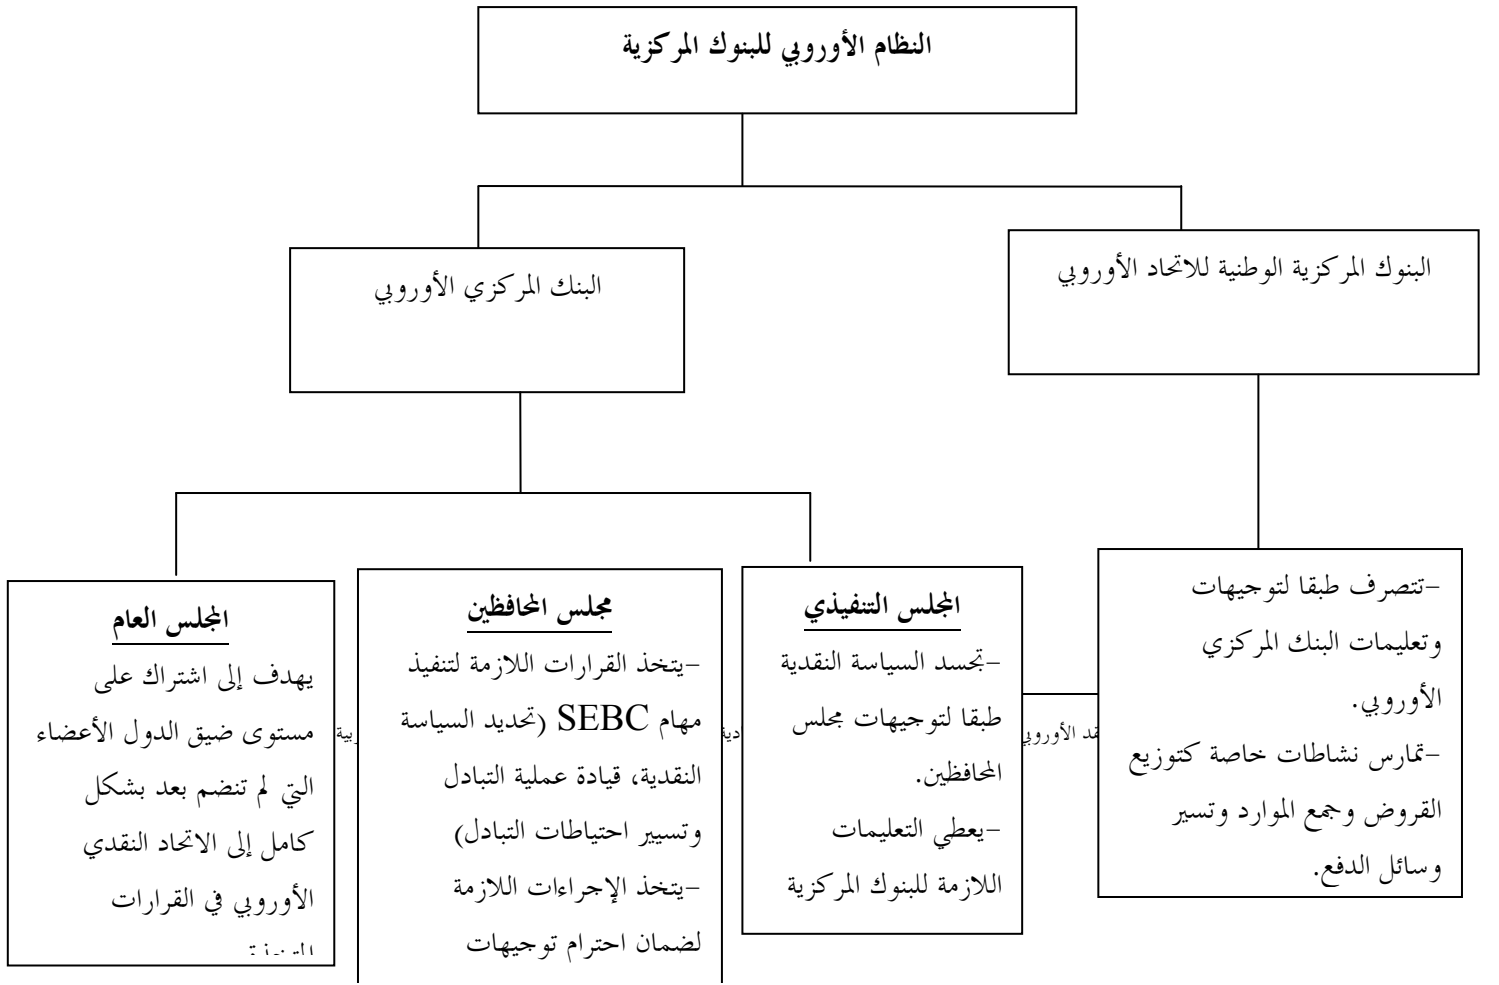 النظام الأوروبي للبنوك المركزية
البنوك المركزية الوطنية للاتحاد الأوروبي
البنك المركزي الأوروبي
-تتصرف طبقا لتوجيهات
وتعليمات البنك المركزي
الأوروبي.
-تمارس نشاطات خاصة كتوزيع
القروض وجمع الموارد وتسير
وسائل الدفع.
المجلس التنفيذي
-تجسد السياسة النقدية
طبقا لتوجيهات مجلس
المحافظين.
-يعطي التعليمات
اللازمة للبنوك المركزية
مجلس المحافظين
-يتخذ القرارات اللازمة لتنفيذ
مهام SEBC (تحديد السياسة
النقدية، قيادة عملية التبادل
وتسيير احتياطات التبادل)
-يتخذ الإجراءات اللازمة
لضمان احترام توجيهات
المجلس العام
يهدف إلى اشتراك على
مستوى ضيق الدول الأعضاء
التي لم تنضم بعد بشكل
كامل إلى الاتحاد النقدي
الأوروبي في القرارات